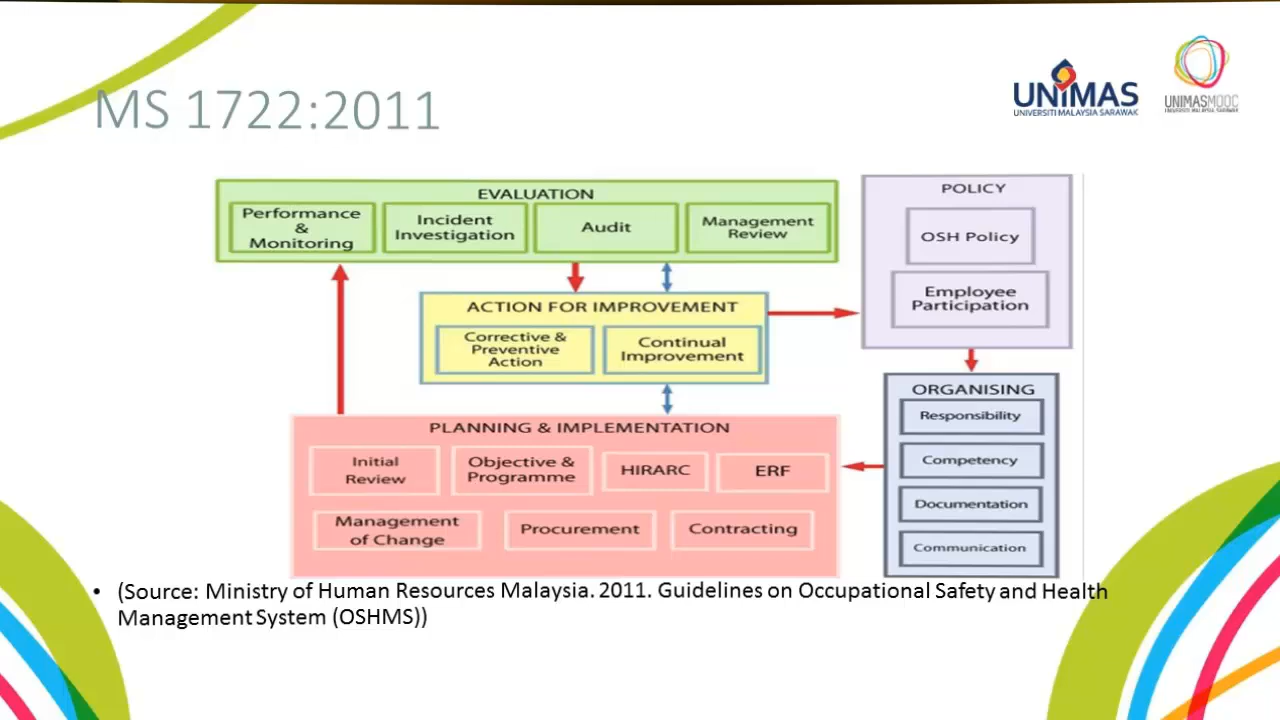 MS 1722:2011
UNIMAS
UNIVERSITI MALAYSIA SARAWAK
UNIMASMOOC
UNIVERSITI MALAYSIA SARAWAK
EVALUATION
Performance
&
Monitoring
Incident
Investigation
Audit
Management
Review
POLICY
OSH Policy
Employee
Participation
ACTION FOR IMPROVEMENT
Corrective &
Preventive
Action
Continual
Improvement
ORGANISING
Responsibility
Competency
Documentation
Communication
PLANNING & IMPLEMENTATION
Initial
Review
Objective &
Programme
HIRARC
ERF
Management
of Change
Procurement
Contracting
• (Source: Ministry of Human Resources Malaysia. 2011. Guidelines on Occupational Safety and Health
Management System (OSHMS))